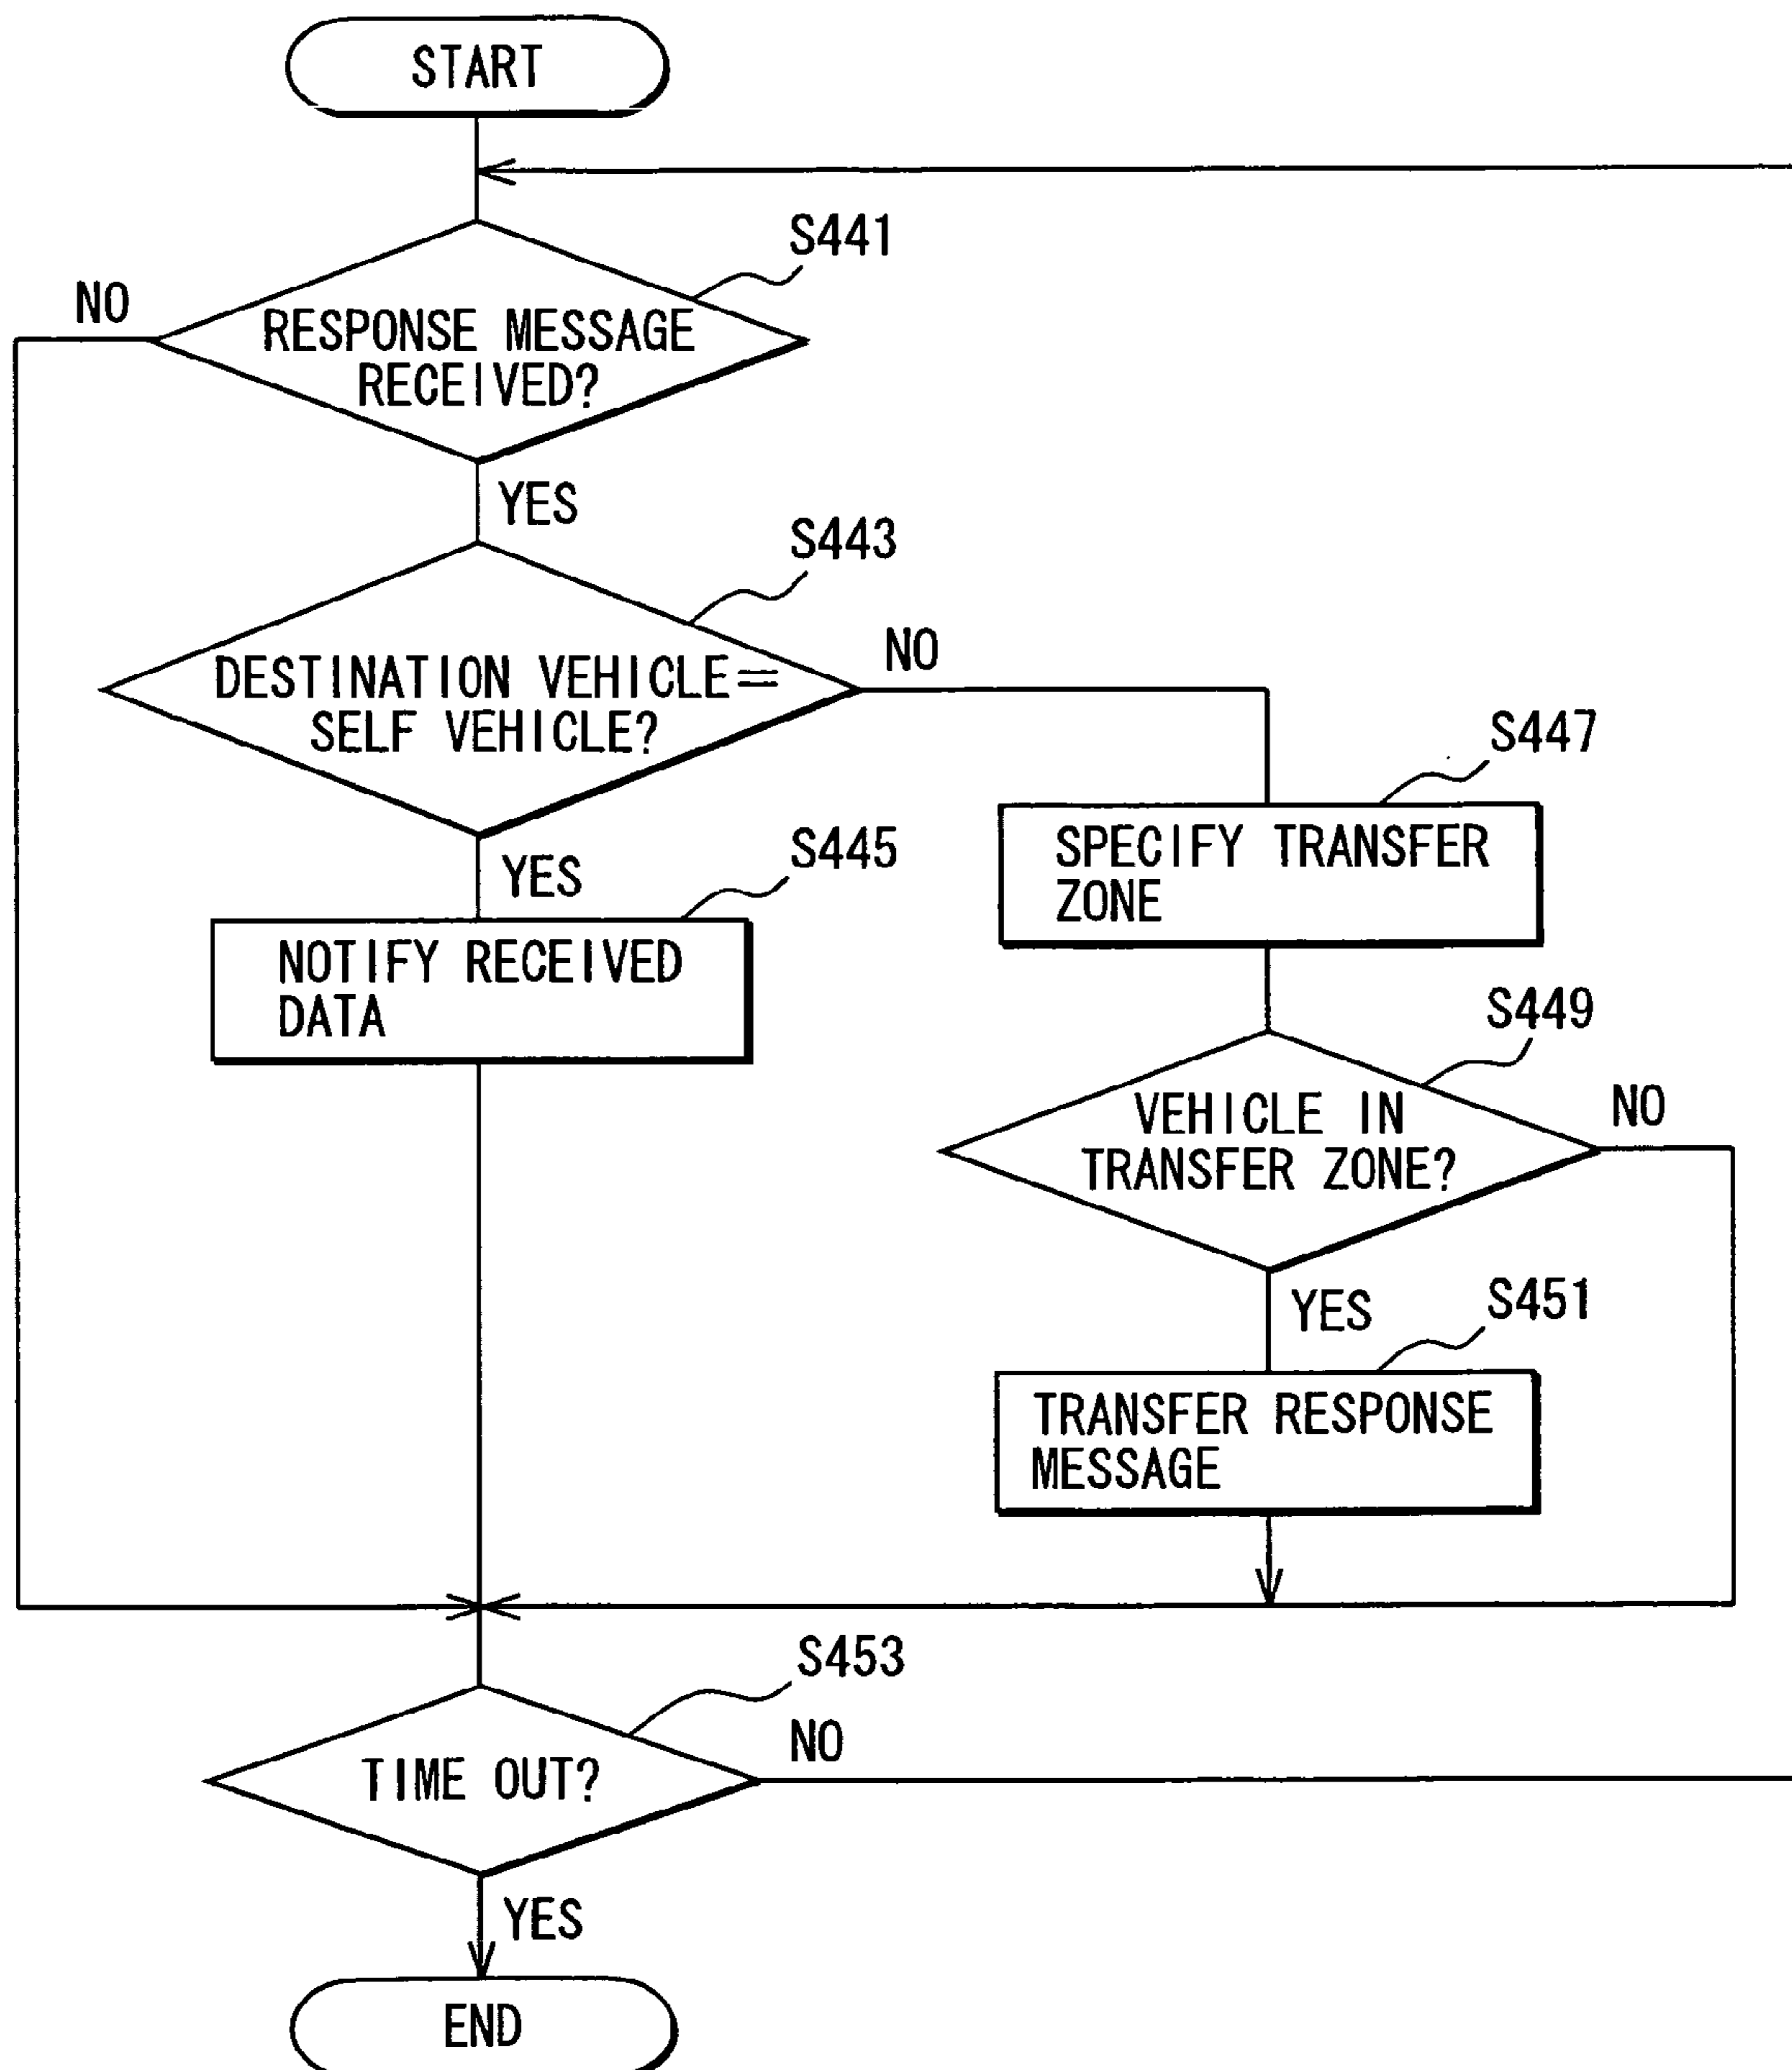 START
S441
NO
RESPONSE MESSAGE
RECEIVED?
YES
S443
NO
DESTINATION VEHICLE=
SELF VEHICLE?
S447
SPECIFY TRANSFER
ZONE
YES
S445
NOTIFY RECEIVED
DATA
S449
NO
VEHICLE IN
TRANSFER ZONE?
YES
S451
TRANSFER RESPONSE
MESSAGE
S453
NO
TIME OUT?
YES
END